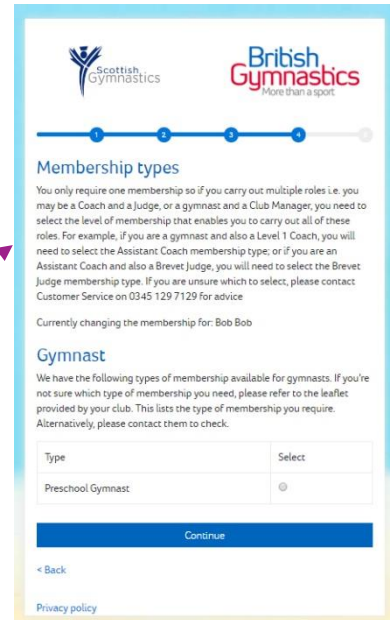 Scottish
Gymnastics
British
Gymnastics
More than a sport
1 2 3 4
Membership types
You only require one membership so if you carry out multiple roles i.e. you
may be a Coach and a Judge, or a gymnast and a Club Manager, you need to
select the level of membership that enables you to carry out all of these
roles. For example, if you are a gymnast and also a Level 1 Coach, you will
need to select the Assistant Coach membership type; or if you are an
Assistant Coach and also a Brevet Judge, you will need to select the Brevet
Judge membership type. If you are unsure which to select, please contact
Customer Service on 0345 129 7129 for advice
Currently changing the membership for: Bob Bob
Gymnast
We have the following types of membership available for gymnasts. If you're
not sure which type of membership you need, please refer to the leaflet
provided by your club. This lists the type of membership you require.
Alternatively, please contact them to check.
Type Select
Preschool Gymnast
Continue
< Back
Privacy policy